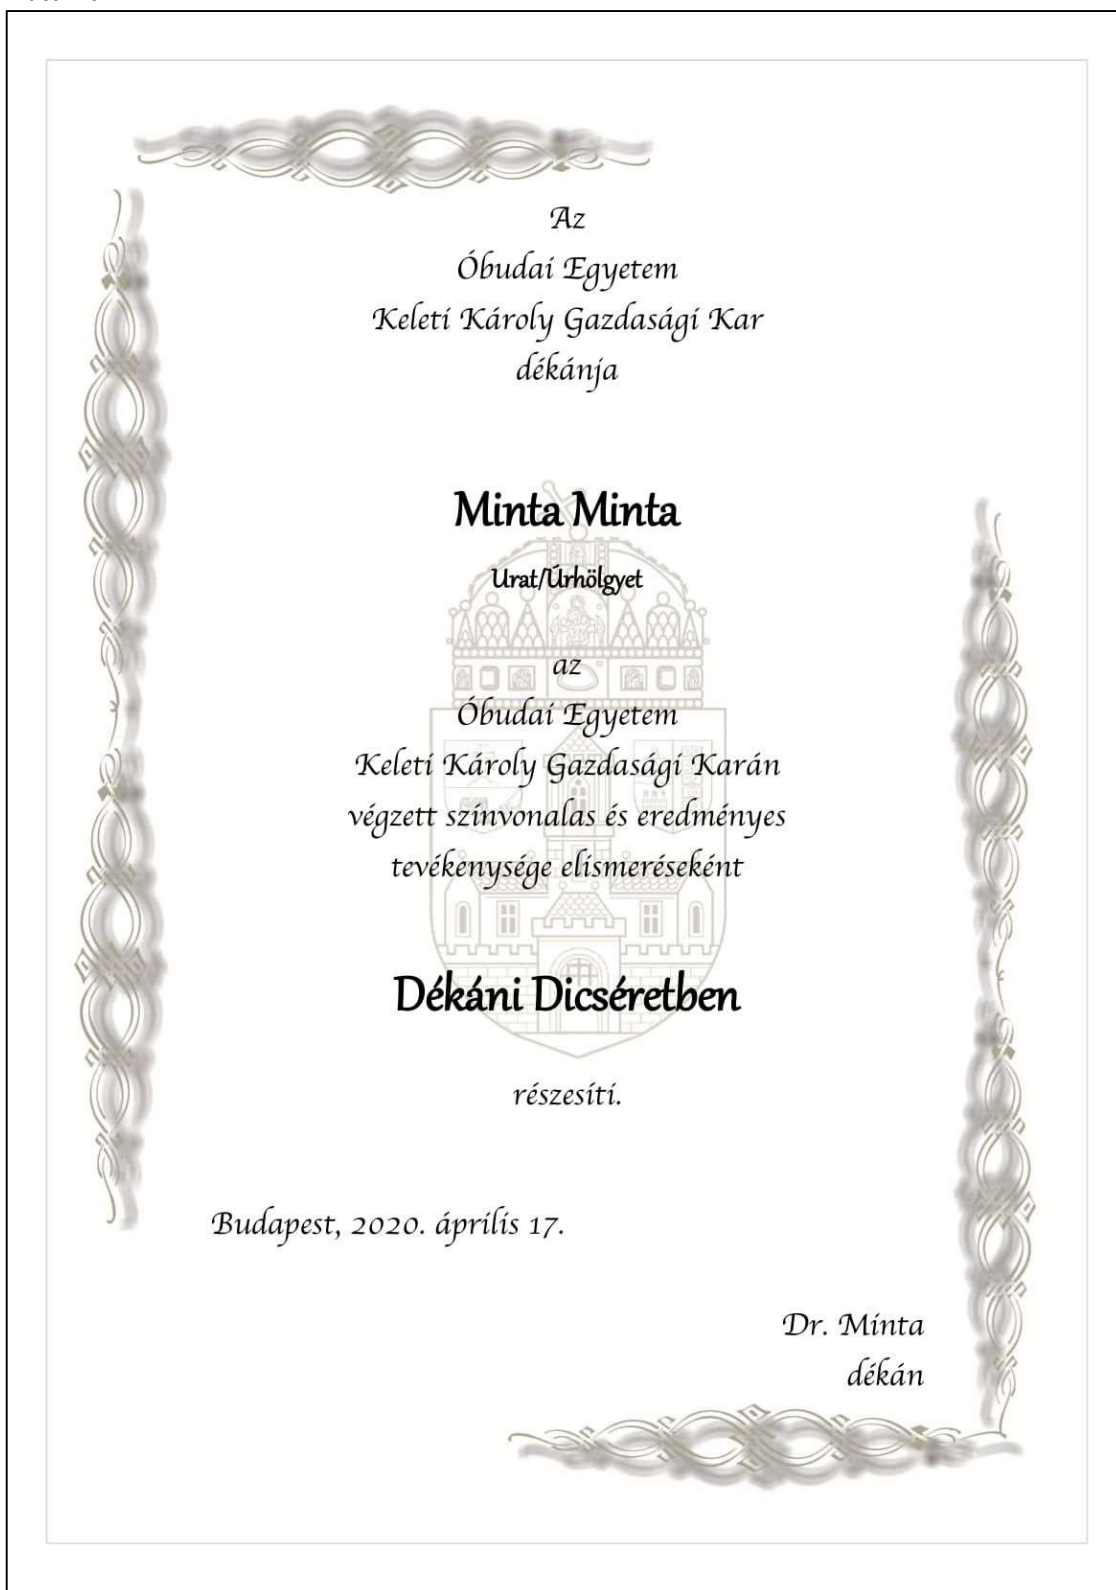 Az
Óbudai Egyetem
Keleti Károly Gazdasági Kar
dékánja
Minta Minta
Urat/Úrhölgyet
az
Óbudai Egyetem
Keleti Károly Gazdasági Karán
végzett színvonalas és eredményes
tevékenysége elismeréseként
Dékáni Dicséretben
részesíti.
Budapest, 2020. április 17.
Dr. Minta
dékán